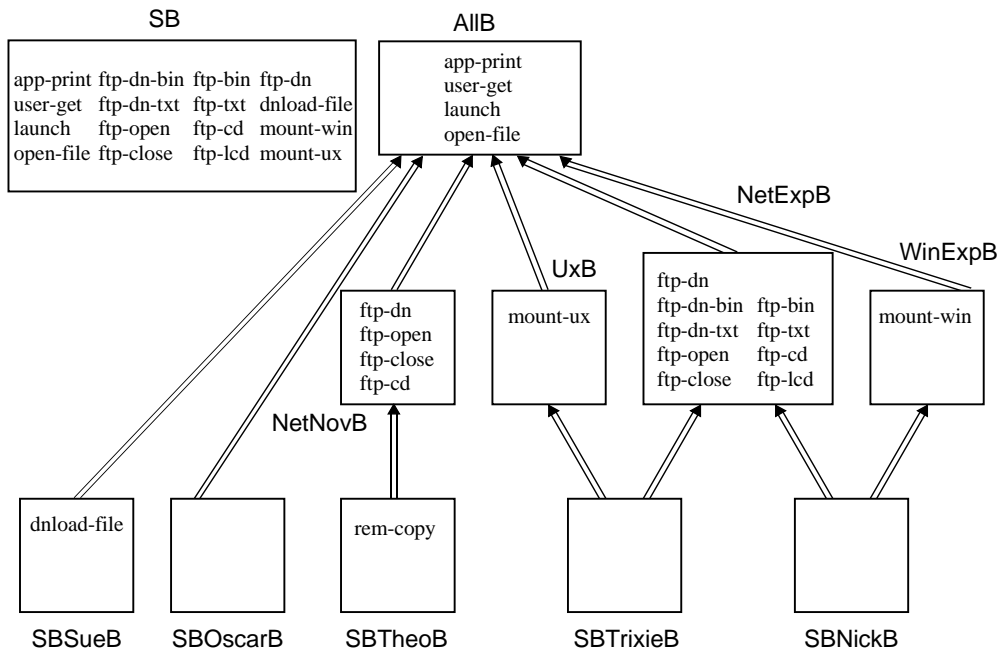 SB
AllB
app-print ftp-dn-bin ftp-bin ftp-dn
user-get ftp-dn-txt ftp-txt dnload-file
launch ftp-open ftp-cd mount-win
open-file ftp-close ftp-lcd mount-ux
app-print
user-get
launch
open-file
NetExpB
WinExpB
UxB
ftp-dn
ftp-open
ftp-close
ftp-cd
mount-ux
ftp-dn
ftp-dn-bin ftp-bin
ftp-dn-txt ftp-txt
ftp-open ftp-cd
ftp-close ftp-lcd
mount-win
NetNovB
dnload-file
rem-copy
SBSueB
SBOscarB
SBTheoB
SBTrixieB
SBNickB